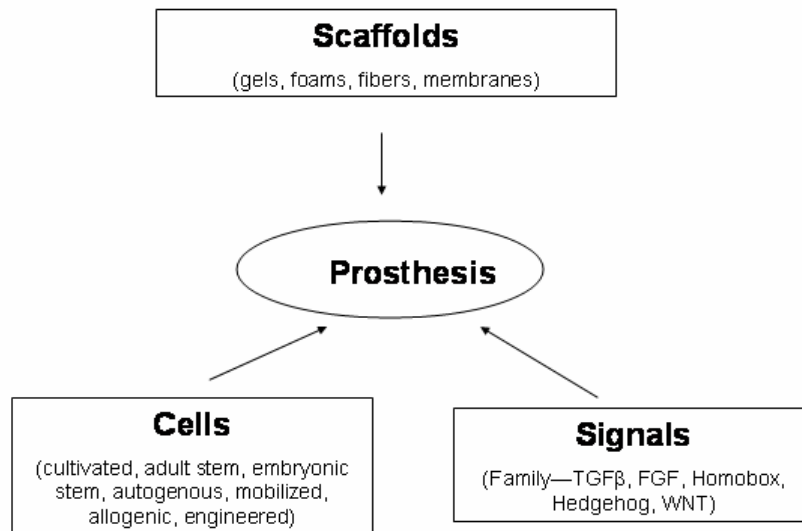 Scaffolds
(gels, foams, fibers, membranes)
Prosthesis
Cells
(cultivated, adult stem, embryonic
stem, autogenous, mobilized,
allogenic, engineered)
Signals
(Family—TGFβ, FGF, Homobox,
Hedgehog, WNT)